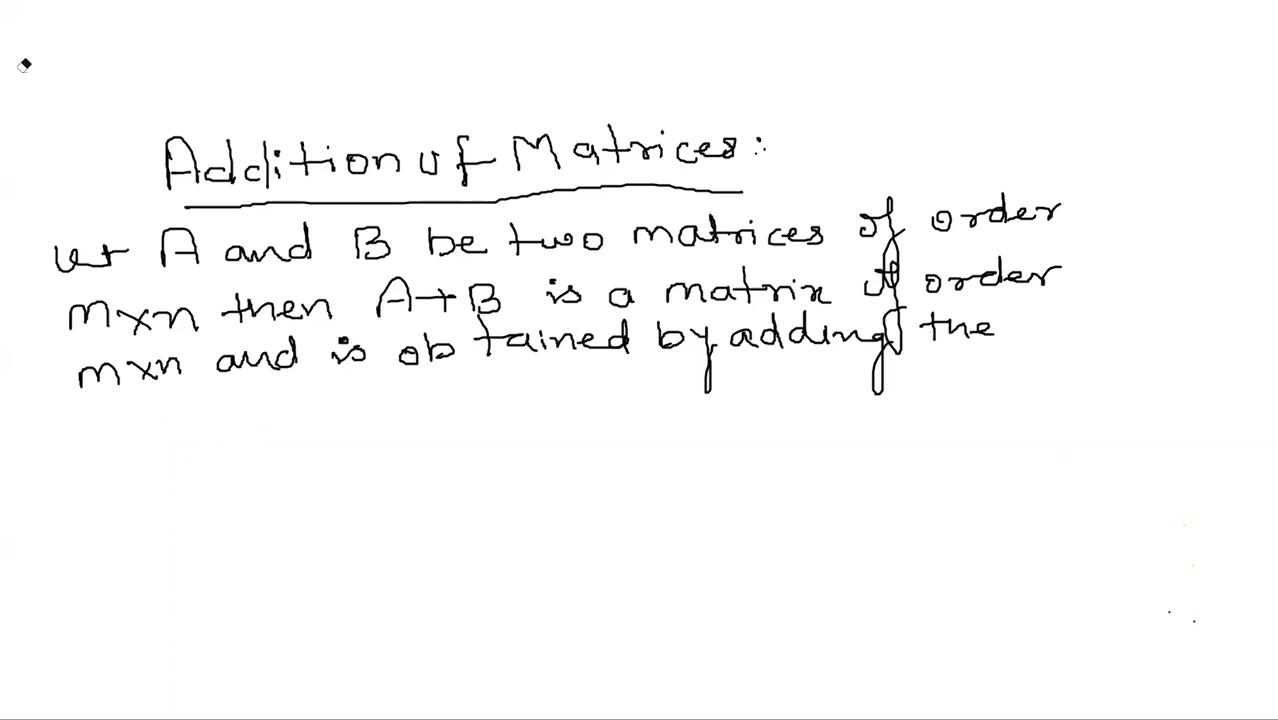 Addition of Matrices:
Let A and B be two matrices of order
m×n then A+B is a matrix of order
m×n and is obtained by adding the